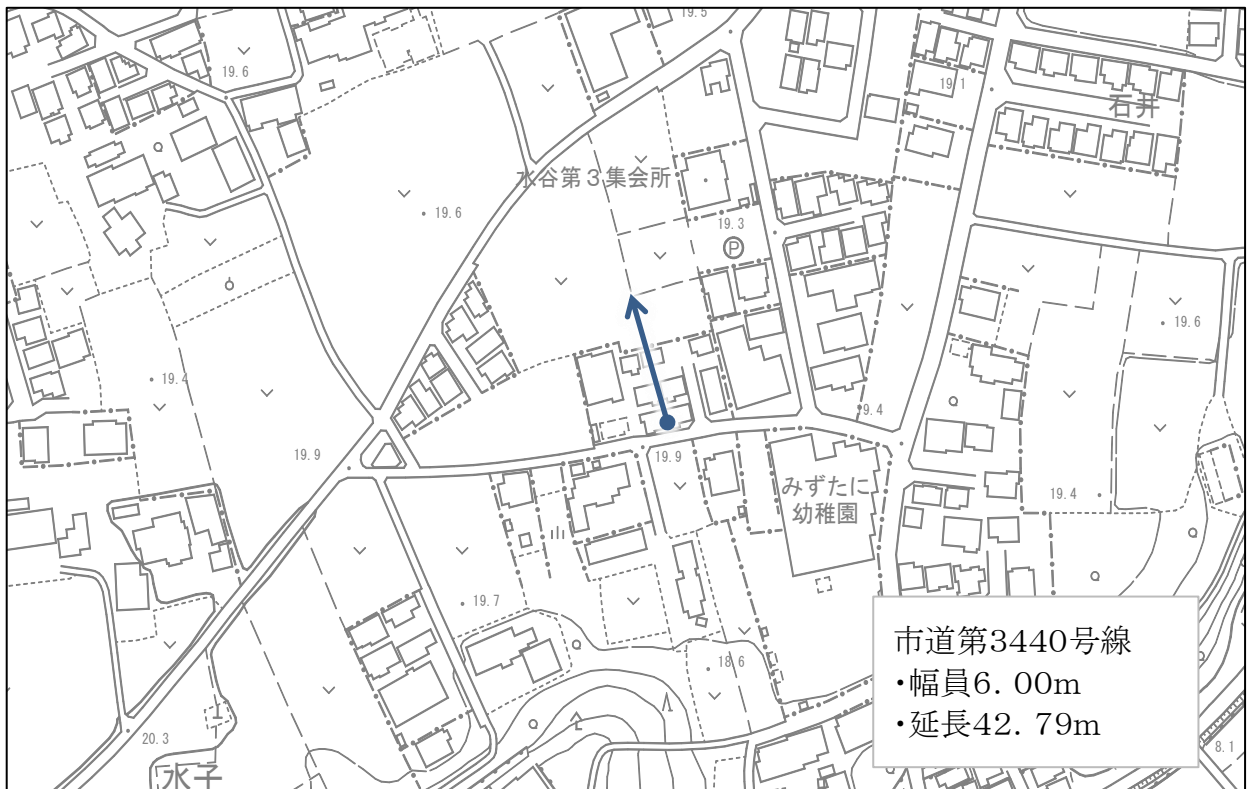 19.5
19.6
19.1
石井
水谷第３集会所
19.6
19.3
P
19.6
19.4
19.4
19.9
19.9
みずたに
幼稚園
19.4
19.7
18.6
市道第3440号線
・幅員6．00m
・延長42．79m
20.3
8.1
水子